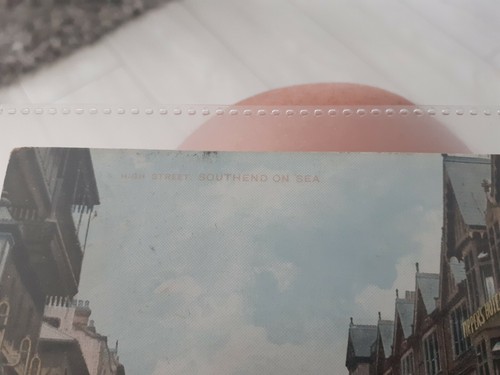 HIGH STREET, SOUTHEND ON SEA